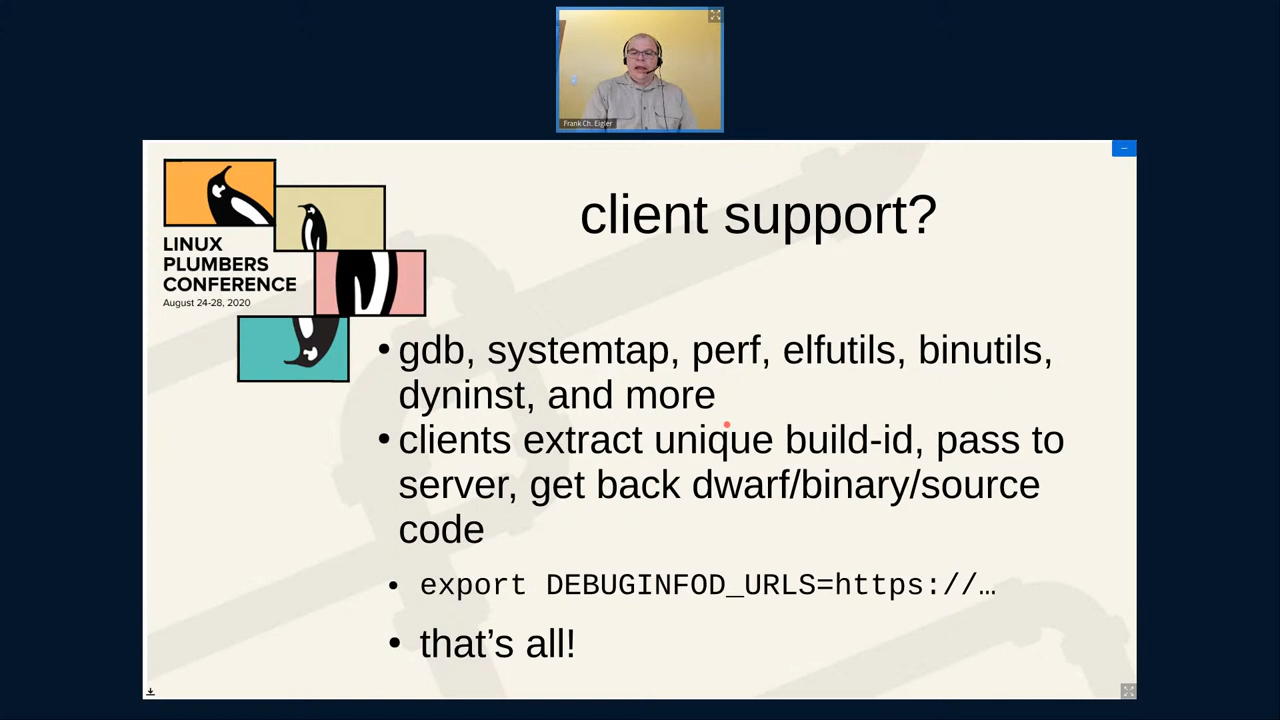 Frank Ch. Eigler
LINUX
PLUMBERS
CONFERENCE
August 24-28, 2020
client support?
• gdb, systemtap, perf, elfutils, binutils,
dyninst, and more
• clients extract unique build-id, pass to
server, get back dwarf/binary/source
code
• export DEBUGINFOD_URLS=https://…
• that’s all!